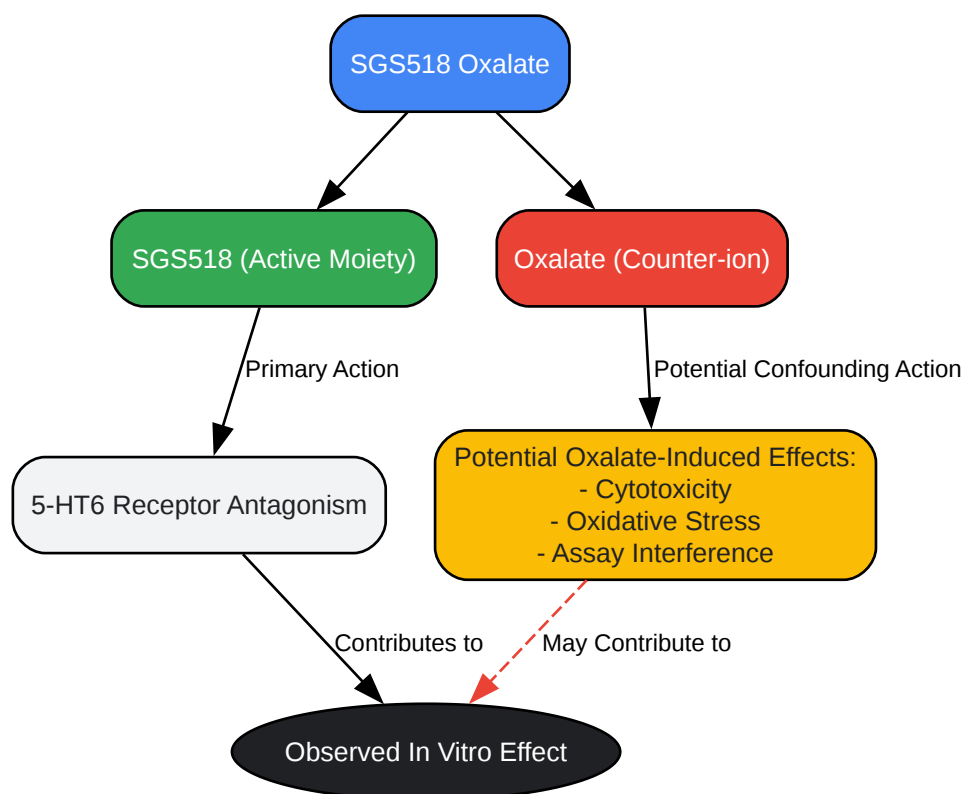 SGS518 Oxalate
SGS518 (Active Moiety)
Oxalate (Counter-ion)
Primary Action
Potential Confounding Action
5-HT6 Receptor Antagonism
Potential Oxalate-Induced Effects:
- Cytotoxicity
- Oxidative Stress
- Assay Interference
Contributes to
May Contribute to
Observed In Vitro Effect